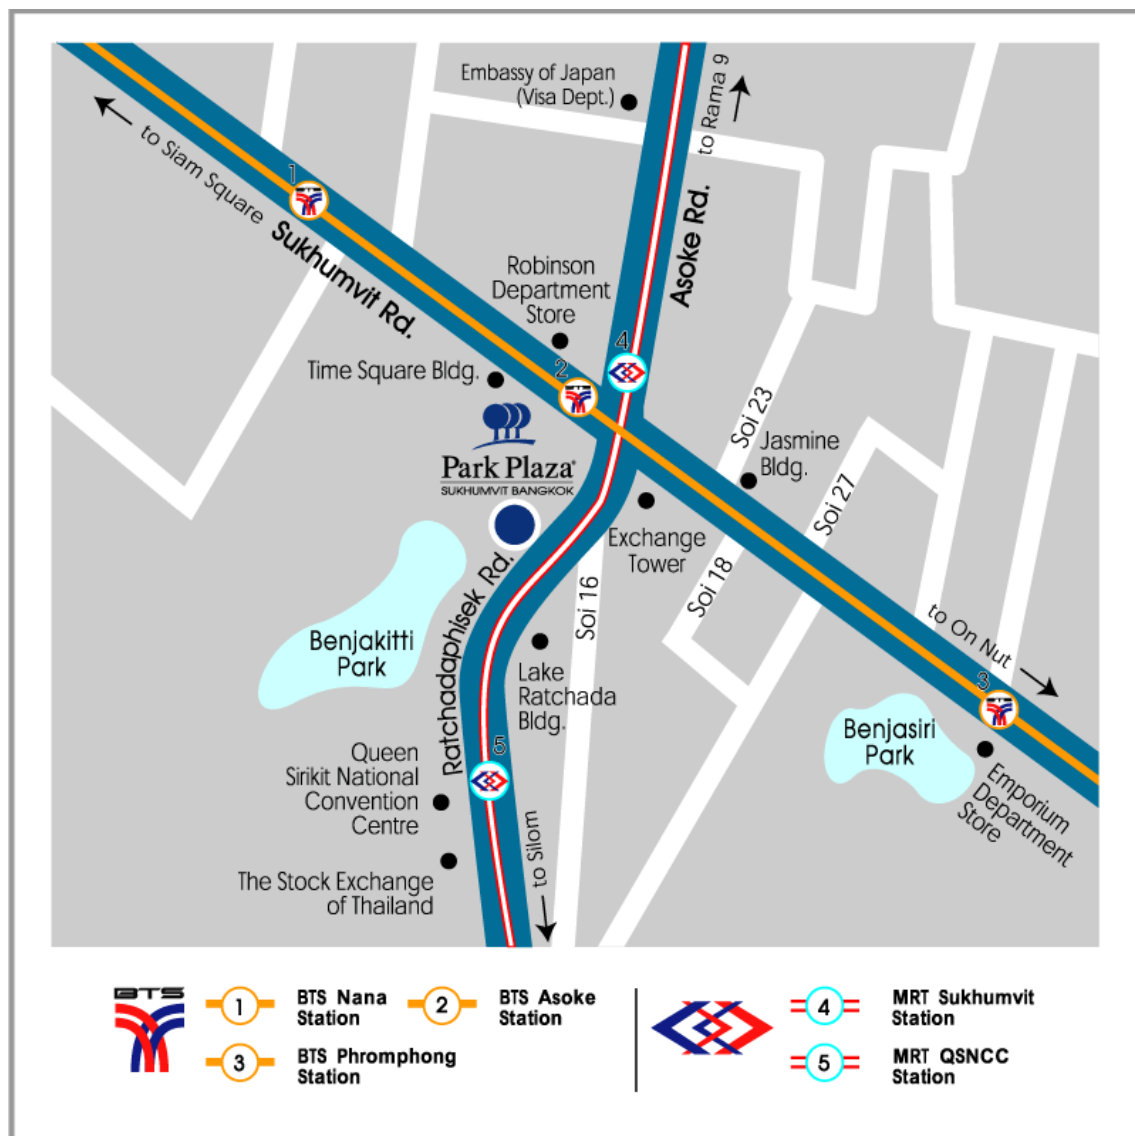 Embassy of Japan
(Visa Dept.)
to Rama 9
to Siam Square
1
Sukhumvit Rd.
Asoke Rd.
Robinson
Department
Store
4
2
Time Square Bldg.
Park Plaza
SUKHUMVIT BANGKOK
Soi 23
Jasmine
Bldg.
Soi 27
Exchange
Tower
Soi 18
Soi 16
Ratchadaphisek Rd.
Benjakitti
Park
to On Nut
3
Lake
Ratchada
Bldg.
Benjasiri
Park
5
Queen
Sirikit National
Convention
Centre
Emporium
Department
Store
to Silom
The Stock Exchange
of Thailand
BTS
1
BTS Nana
Station
2
BTS Asoke
Station
3
BTS Phromphong
Station
4
MRT Sukhumvit
Station
5
MRT QSNCC
Station